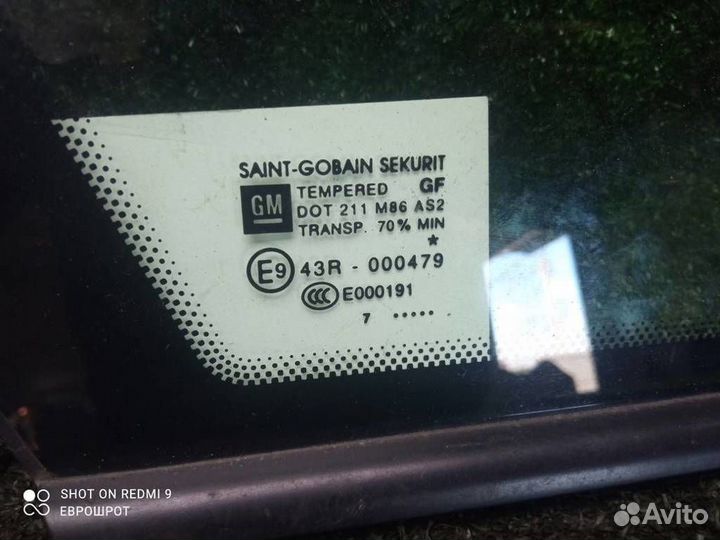 SAINT-GOBAIN SEKURIT
GM TEMPERED GF
DOT 211 M86 AS2
TRANSP. 70% MIN
*
E9 43R - 000479
CCC E000191
7 .....
SHOT ON REDMI 9
ЕВРОШРОТ
Avito